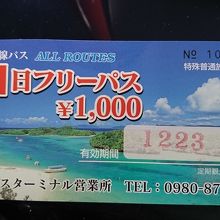 線バス ALL ROUTES
№ 10
特殊普通旅
1日フリーパス
¥1,000
1223
有効期間
定期観
スターミナル営業所 TEL:0980-87